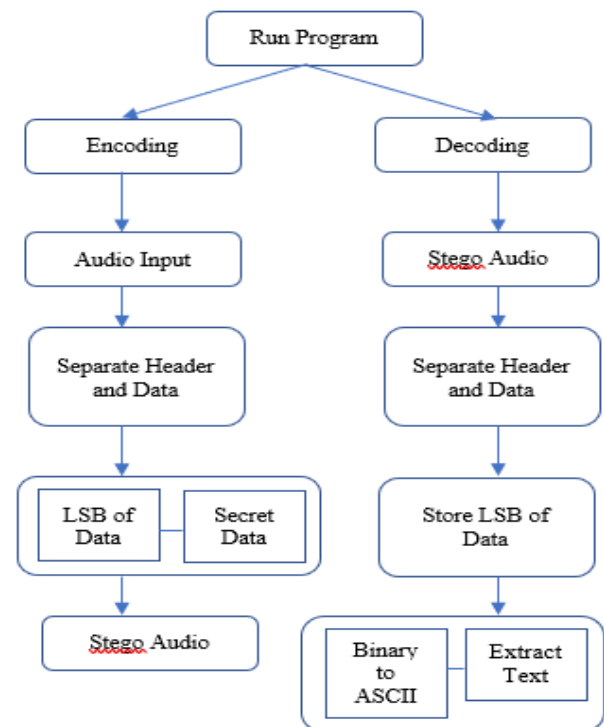 Run Program
Encoding
Decoding
Audio Input
Stego Audio
Separate Header
and Data
Separate Header
and Data
LSB of
Data
Secret
Data
Store LSB of
Data
Stego Audio
Binary
to
ASCII
Extract
Text